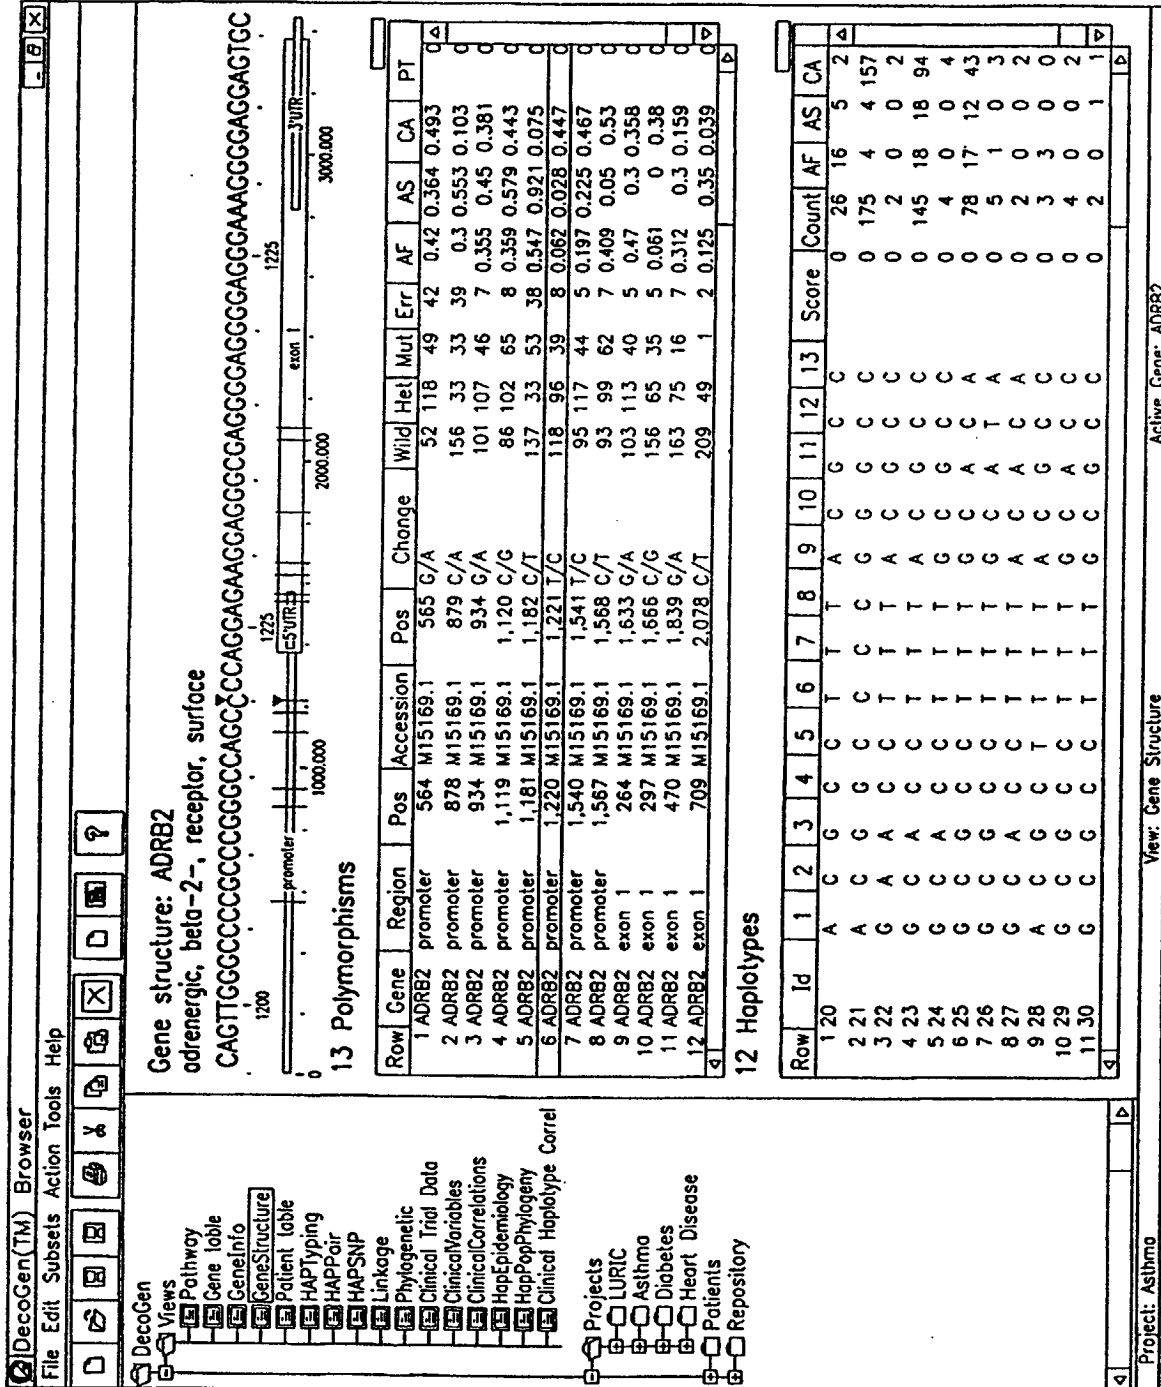 DecoGen(TM) Browser
File Edit Subsets Action Tools Help
DecoGen
Views
Pathway
Gene table
GeneInfo
GeneStructure
Patient table
HAPTyping
HAPPair
HAPSNP
Linkage
Phylogenetic
Clinical Trial Data
ClinicalVariables
ClinicalCorrelations
HapEpidemiology
HapPopPhylogeny
Clinical Haplotype Correl
Projects
LURIC
Asthma
Diabetes
Heart Disease
Patients
Repository
Gene structure: ADRB2
adrenergic, beta-2-, receptor, surface
CAGTTGGCCCCGCCCCGGGCCAGCCCCAGGAGAAGGAGGGCGAGGGGAGGGGAGGGAAAGGGGAGGAGTCC
1200 1225 1225
promoter 5'UTR exon 1 3'UTR
0 1000.000 2000.000 3000.000
13 Polymorphisms
Row Gene Region Pos Accession Pos Change Wild Het Mut Err AF AS CA PT
1 ADRB2 promoter 564 M15169.1 565 G/A 52 118 49 42 0.42 0.364 0.493 0
2 ADRB2 promoter 878 M15169.1 879 C/A 156 33 33 39 0.3 0.553 0.103 0
3 ADRB2 promoter 934 M15169.1 934 G/A 101 107 46 7 0.355 0.45 0.381 0
4 ADRB2 promoter 1,119 M15169.1 1,120 C/G 86 102 65 8 0.359 0.579 0.443 0
5 ADRB2 promoter 1,181 M15169.1 1,182 C/T 137 33 53 38 0.547 0.921 0.075 0
6 ADRB2 promoter 1,220 M15169.1 1,221 T/C 118 96 39 8 0.062 0.028 0.447 0
7 ADRB2 promoter 1,540 M15169.1 1,541 T/C 95 117 44 5 0.197 0.225 0.467 0
8 ADRB2 promoter 1,567 M15169.1 1,568 C/T 93 99 62 7 0.409 0.05 0.53 0
9 ADRB2 exon 1 264 M15169.1 1,633 G/A 103 113 40 5 0.47 0.3 0.358 0
10 ADRB2 exon 1 297 M15169.1 1,666 C/G 156 65 35 5 0.061 0 0.38 0
11 ADRB2 exon 1 470 M15169.1 1,839 G/A 163 75 16 7 0.312 0.3 0.159 0
12 ADRB2 exon 1 709 M15169.1 2,078 C/T 209 49 1 2 0.125 0.35 0.039 0
12 Haplotypes
Row Id 1 2 3 4 5 6 7 8 9 10 11 12 13 Score Count AF AS CA
1 20 A C G C C T T T A C G C C 0 26 16 5 2
2 21 A C G G C C C C G G G C C 0 175 4 4 157
3 22 G A A C C T T T A C G C C 0 2 0 0 2
4 23 G C A C C T T T A C G C C 0 145 18 18 94
5 24 G C A C C T T T G C G C C 0 4 0 0 4
6 25 G C G C C T T T G C A C A 0 78 17 12 43
7 26 G C G C C T T T G C A T A 0 5 1 0 3
8 27 G C A C C T T T A C A C A 0 2 0 0 2
9 28 A C G C T T T T A C G C C 0 3 3 0 0
10 29 G C G C C T T T G C A C C 0 4 0 0 2
11 30 G C G C C T T T G C G C C 0 2 0 1 1
Project: Asthma View: Gene Structure Active Gene: ADRB2